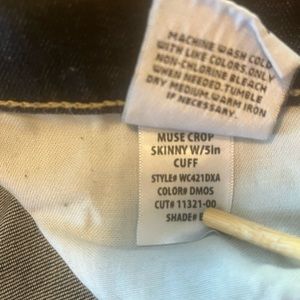 MACHINE WASH COLD
WITH LIKE COLORS.ONLY
NON-CHLORINE BLEACH
WHEN NEEDED.TUMBLE
DRY MEDIUM.WARM IRON
IF NECESSARY.
MUSE CROP
SKINNY W/5in
CUFF
STYLE# WC421DXA
COLOR# DMOS
CUT# 11321-00
SHADE#